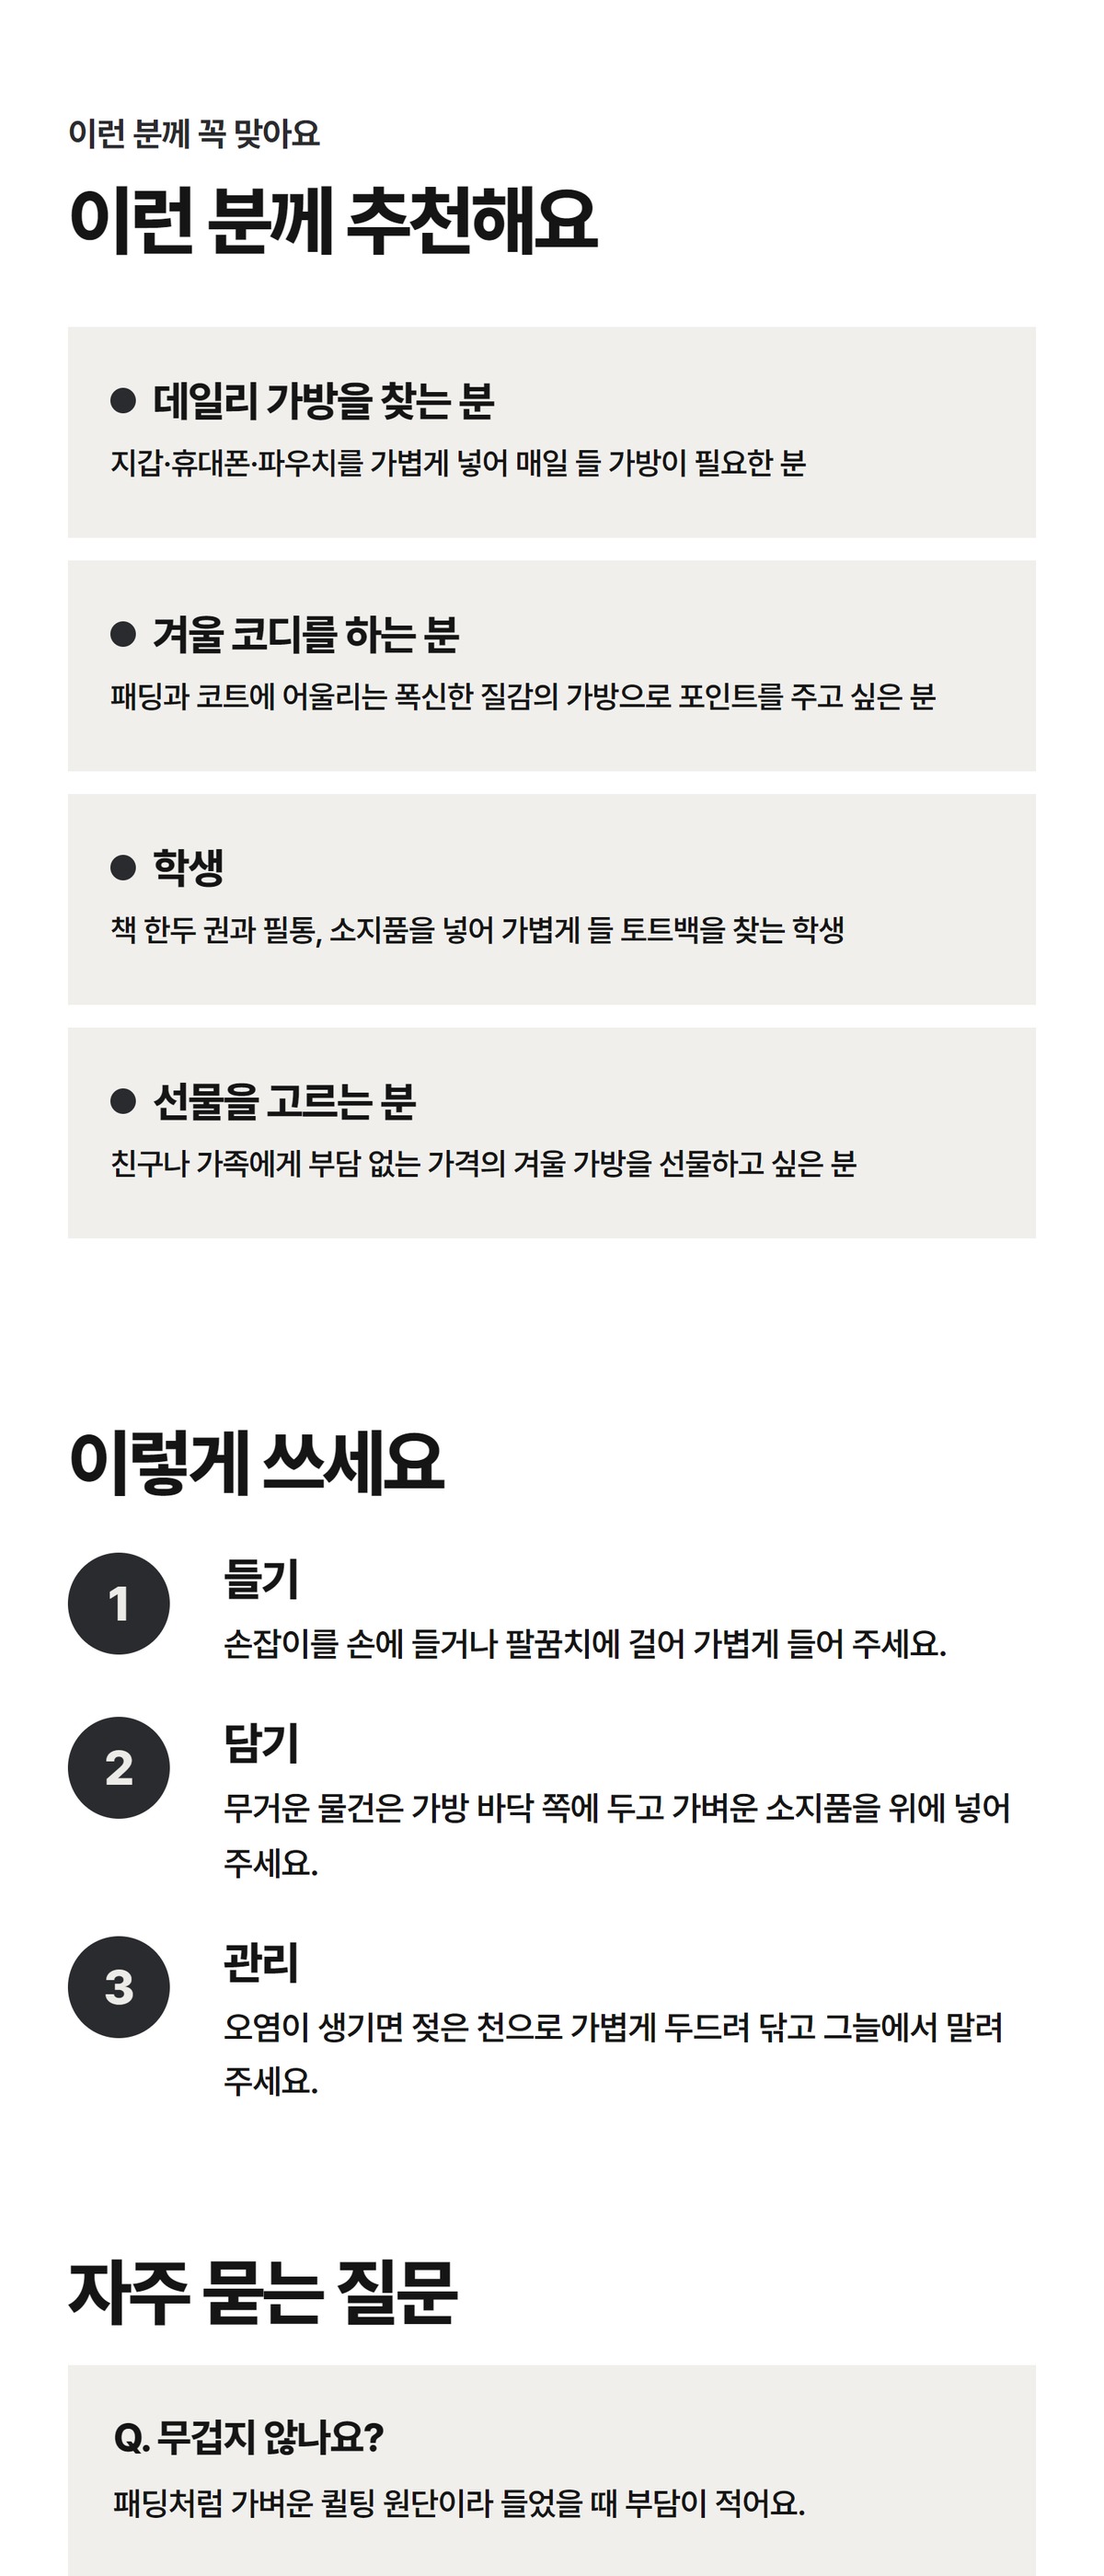 이런 분께 꼭 맞아요
이런 분께 추천해요
데일리 가방을 찾는 분
지갑·휴대폰·파우치를 가볍게 넣어 매일 들 가방이 필요한 분
겨울 코디를 하는 분
패딩과 코트에 어울리는 폭신한 질감의 가방으로 포인트를 주고 싶은 분
학생
책 한두 권과 필통, 소지품을 넣어 가볍게 들 토트백을 찾는 학생
선물을 고르는 분
친구나 가족에게 부담 없는 가격의 겨울 가방을 선물하고 싶은 분
이렇게 쓰세요
1
들기
손잡이를 손에 들거나 팔꿈치에 걸어 가볍게 들어 주세요.
2
담기
무거운 물건은 가방 바닥 쪽에 두고 가벼운 소지품을 위에 넣어
주세요.
3
관리
오염이 생기면 젖은 천으로 가볍게 두드려 닦고 그늘에서 말려
주세요.
자주 묻는 질문
Q. 무겁지 않나요?
패딩처럼 가벼운 퀼팅 원단이라 들었을 때 부담이 적어요.